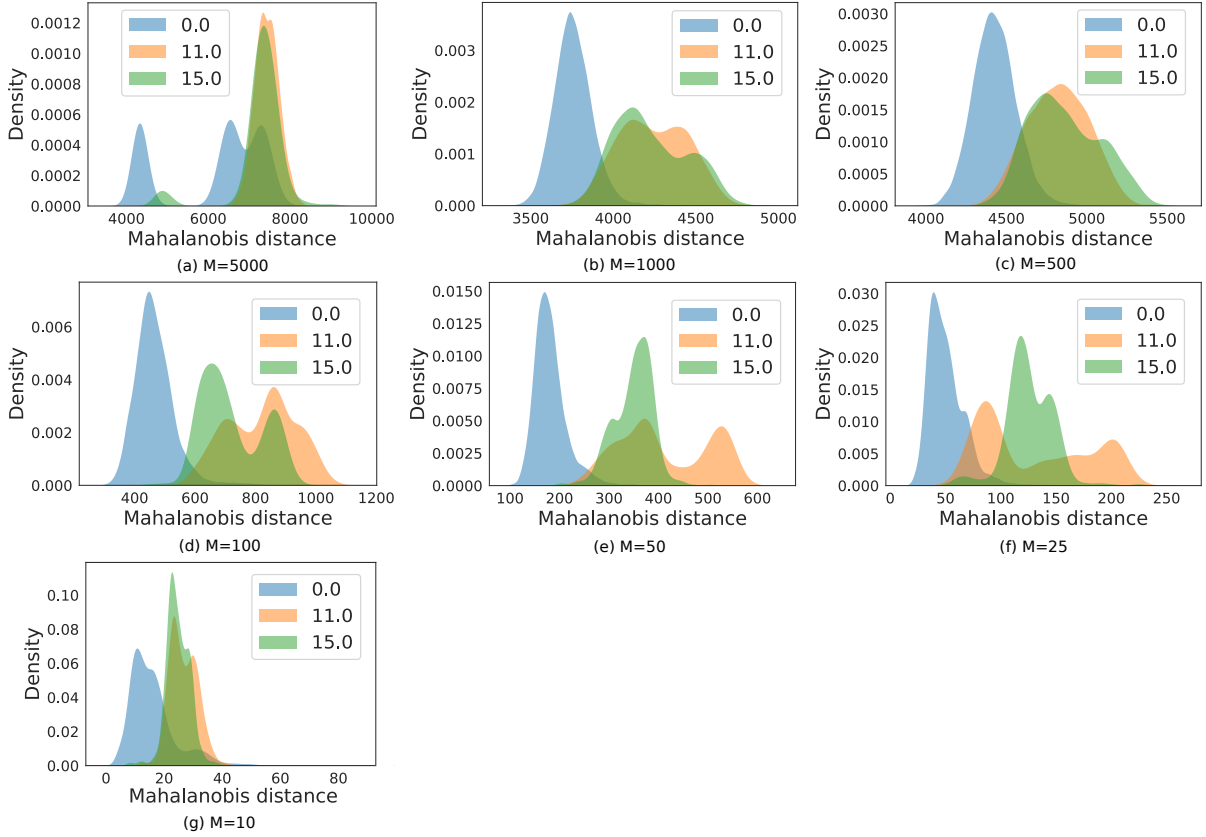 0.0012
0.0010
0.0008
0.0006
0.0004
0.0002
0.0000
Density
0.0
11.0
15.0
4000 6000 8000 10000
Mahalanobis distance
(a) M=5000
0.003
0.002
0.001
0.000
Density
0.0
11.0
15.0
3500 4000 4500 5000
Mahalanobis distance
(b) M=1000
0.0030
0.0025
0.0020
0.0015
0.0010
0.0005
0.0000
Density
0.0
11.0
15.0
4000 4500 5000 5500
Mahalanobis distance
(c) M=500
0.006
0.004
0.002
0.000
Density
0.0
11.0
15.0
400 600 800 1000 1200
Mahalanobis distance
(d) M=100
0.0150
0.0125
0.0100
0.0075
0.0050
0.0025
0.0000
Density
0.0
11.0
15.0
100 200 300 400 500 600
Mahalanobis distance
(e) M=50
0.030
0.025
0.020
0.015
0.010
0.005
0.000
Density
0.0
11.0
15.0
0 50 100 150 200 250
Mahalanobis distance
(f) M=25
0.10
0.08
0.06
0.04
0.02
0.00
Density
0.0
11.0
15.0
0 20 40 60 80
Mahalanobis distance
(g) M=10